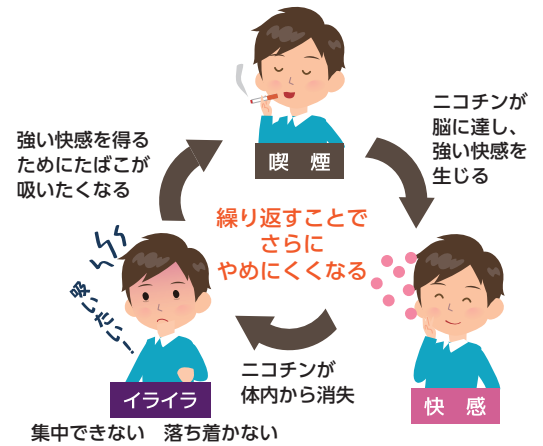 喫 煙
ニコチンが
脳に達し、
強い快感を
生じる
強い快感を得る
ためにたばこが
吸いたくなる
繰り返すことで
さらに
やめにくくなる
吸いたい!
ニコチンが
体内から消失
快 感
イライラ
集中できない 落ち着かない